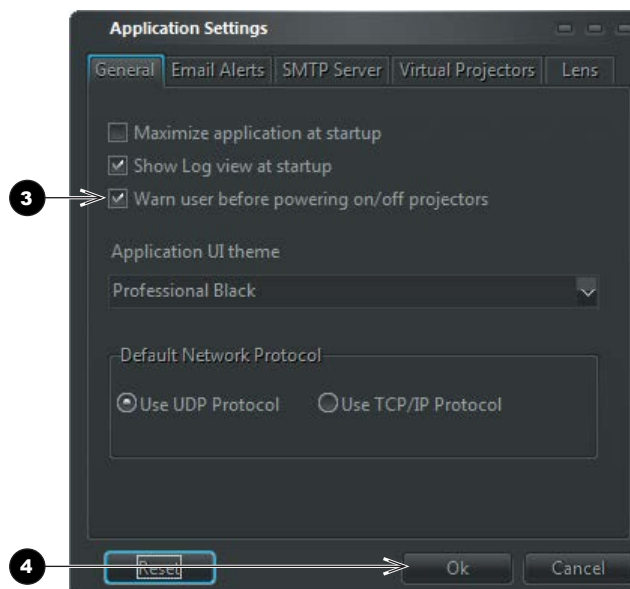 Application Settings
General Email Alerts SMTP Server Virtual Projectors Lens
Maximize application at startup
Show Log view at startup
3 Warn user before powering on/off projectors
Application UI theme
Professional Black
Default Network Protocol
Use UDP Protocol Use TCP/IP Protocol
4 Reset Ok Cancel